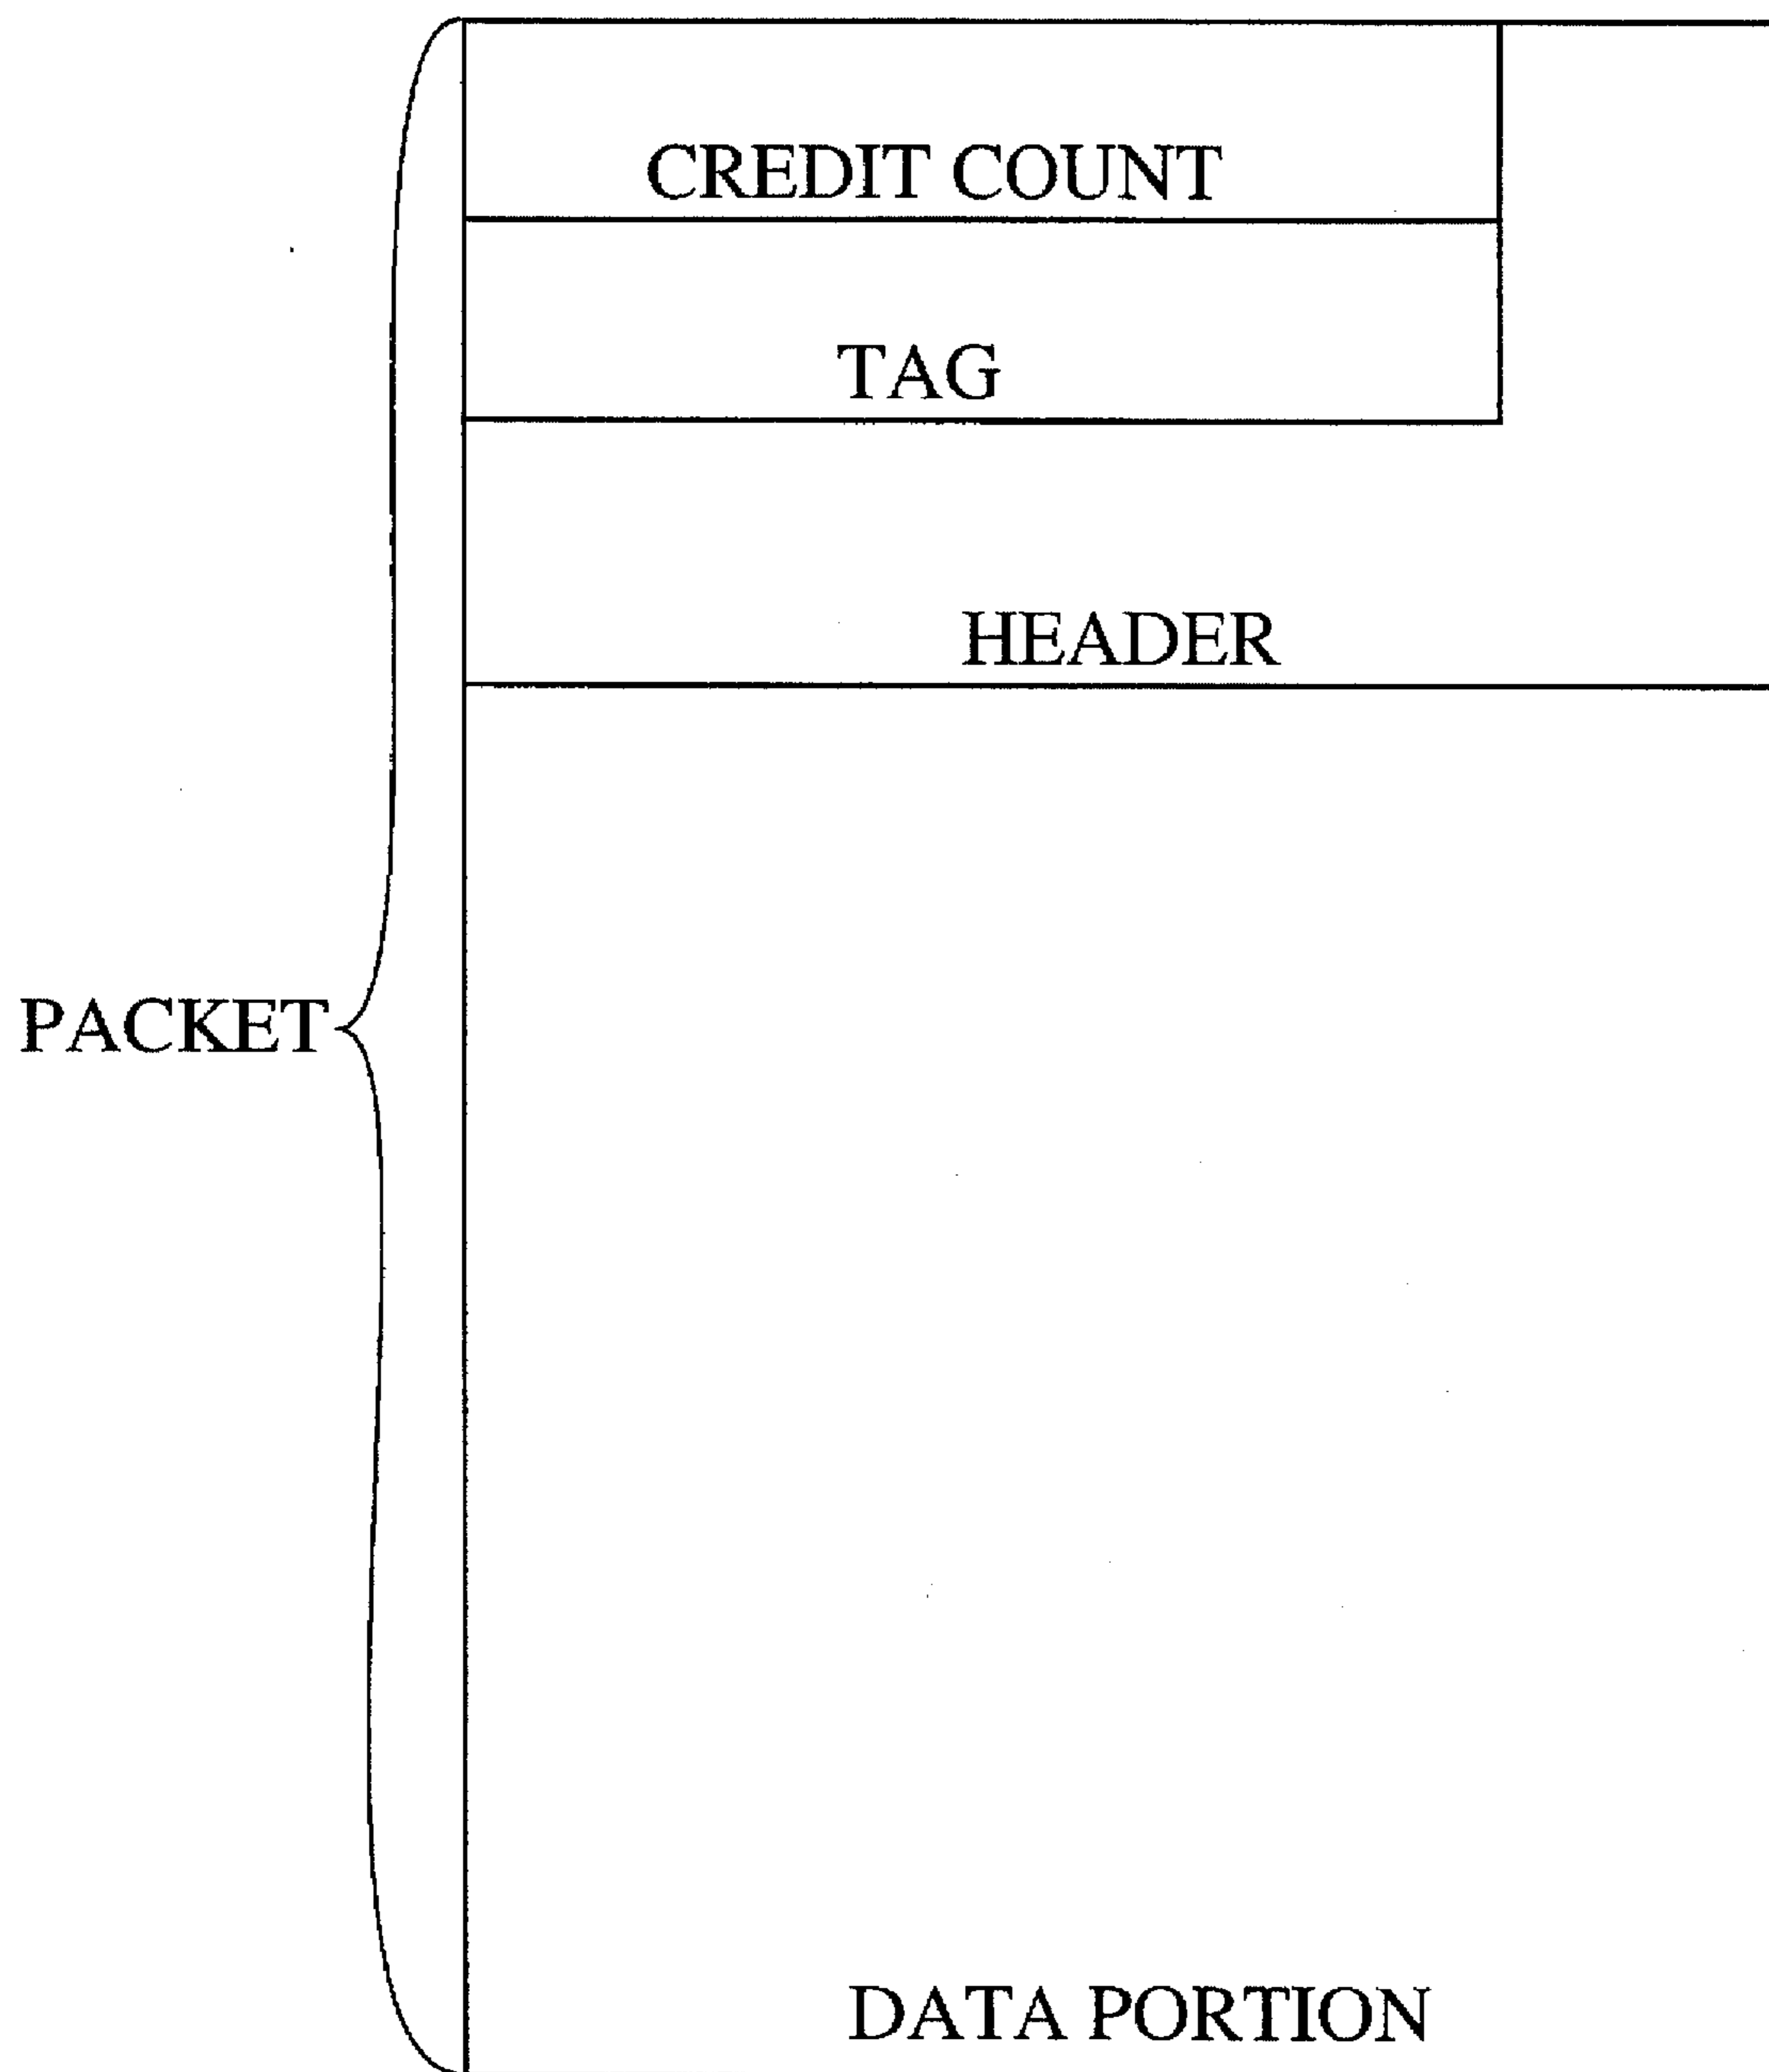 CREDIT COUNT
TAG
HEADER
PACKET
DATA PORTION